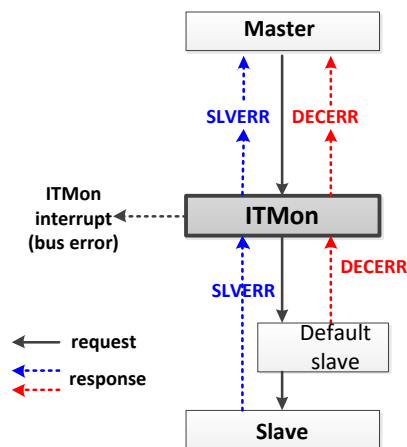 Master
SLVERR
DECERR
ITMon
interrupt
(bus error)
ITMon
DECERR
SLVERR
request
response
Default
slave
Slave